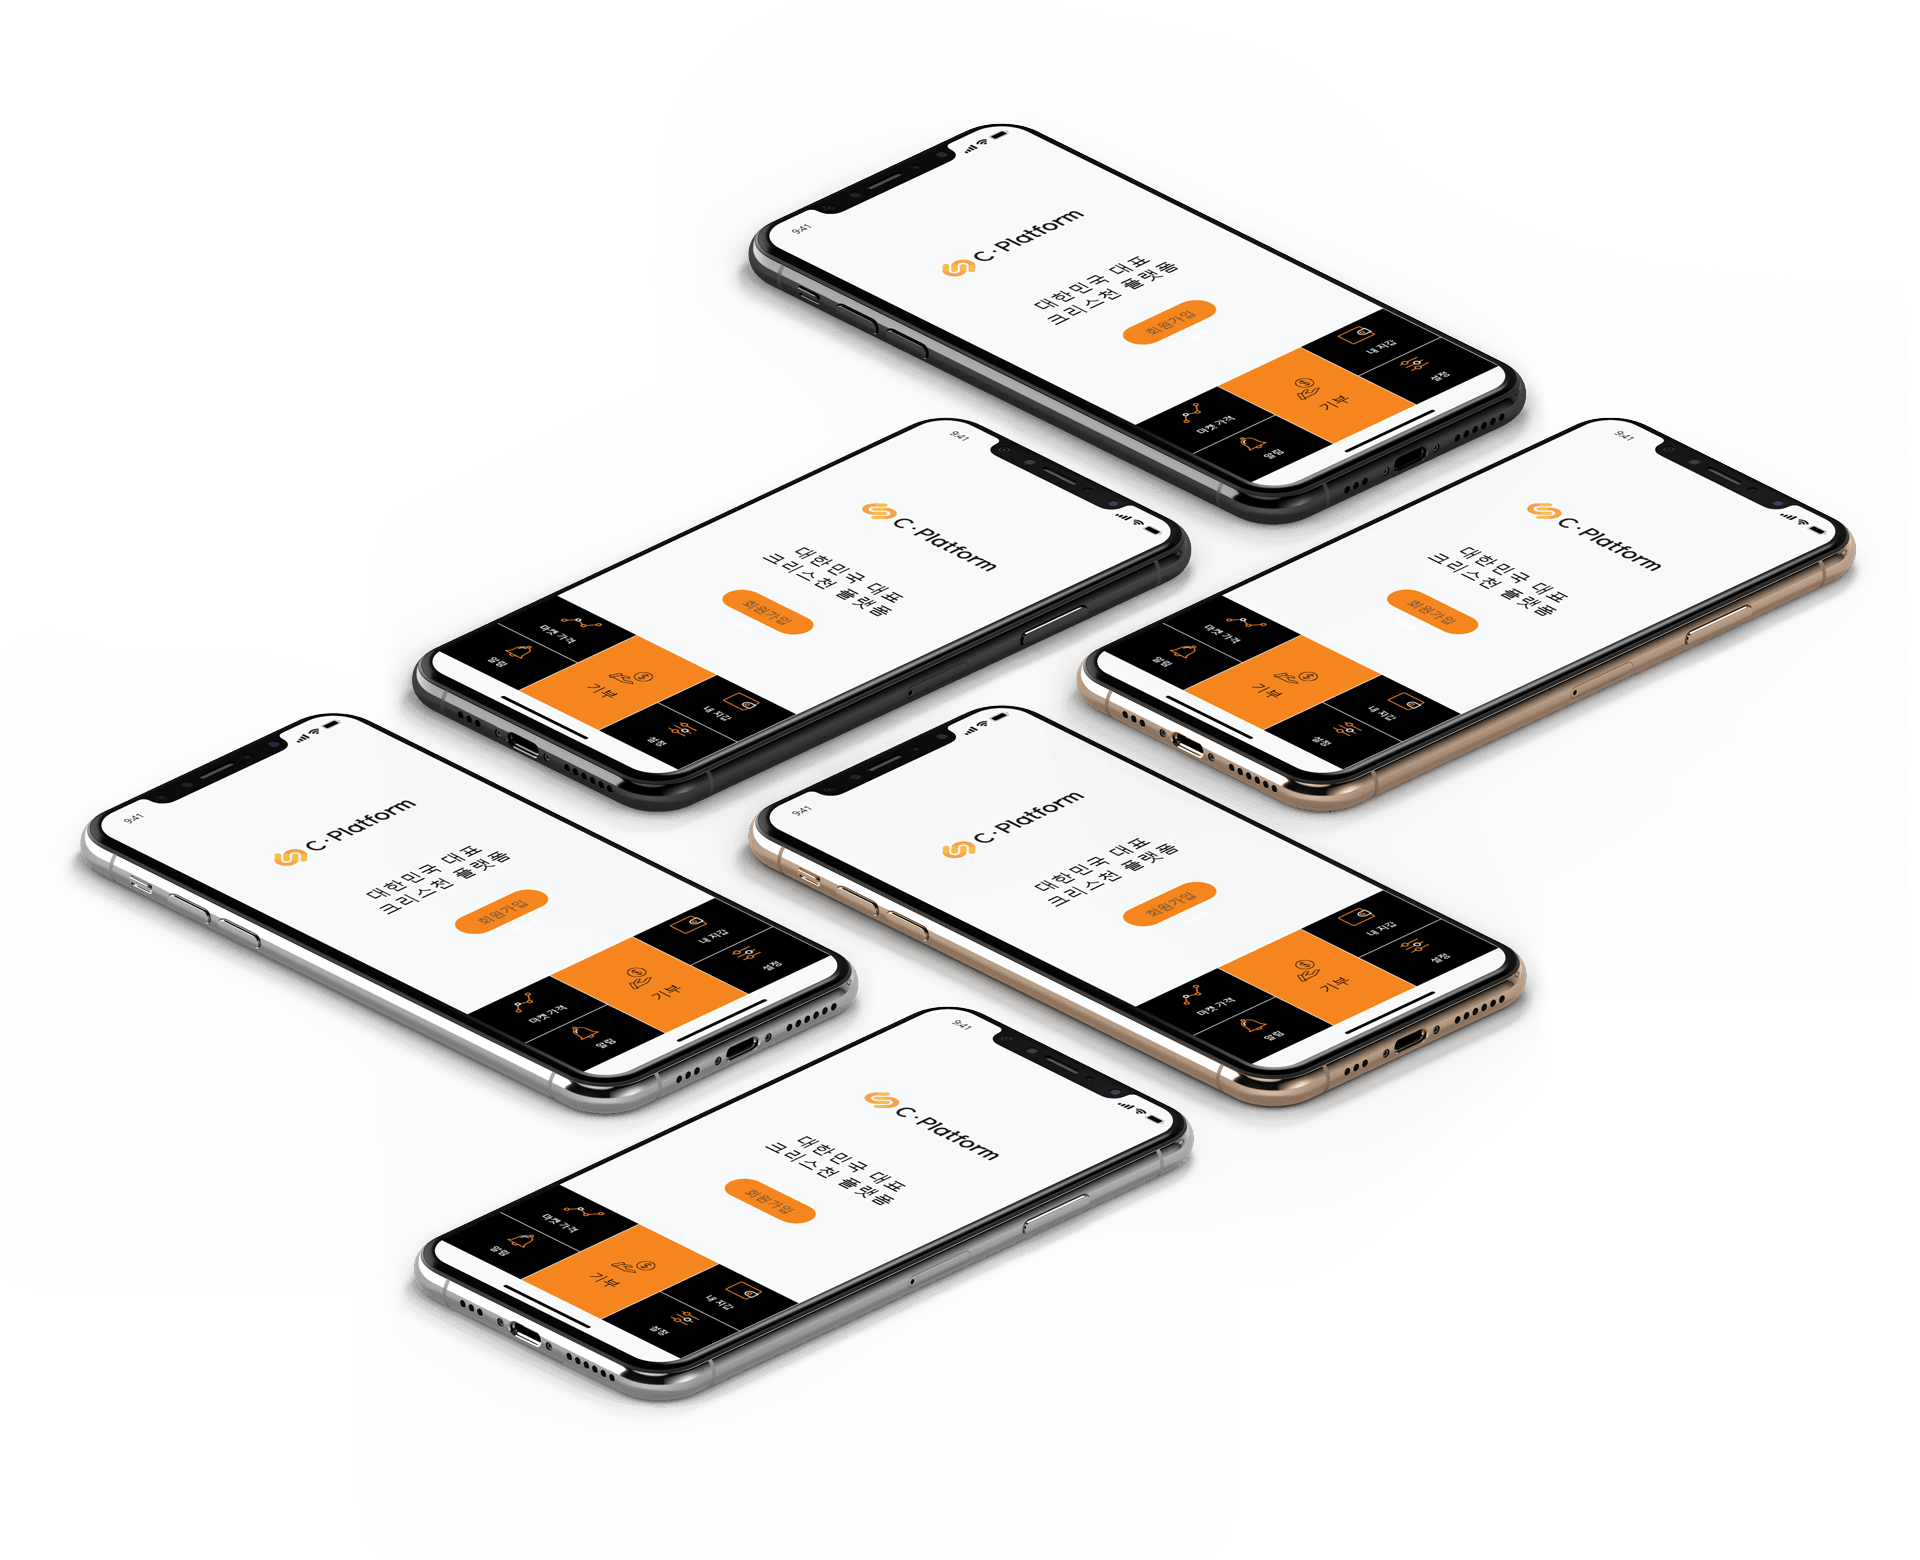 9:41
C·Platform
대한민국 대표
크리스천 플랫폼
회원가입
마켓 가격
기부
내 지갑
알림
설정
9:41
C·Platform
대한민국 대표
크리스천 플랫폼
회원가입
마켓 가격
기부
내 지갑
알림
설정
9:41
C·Platform
대한민국 대표
크리스천 플랫폼
회원가입
마켓 가격
기부
내 지갑
알림
설정
9:41
C·Platform
대한민국 대표
크리스천 플랫폼
회원가입
마켓 가격
기부
내 지갑
알림
설정
9:41
C·Platform
대한민국 대표
크리스천 플랫폼
회원가입
마켓 가격
기부
내 지갑
알림
설정
9:41
C·Platform
대한민국 대표
크리스천 플랫폼
회원가입
마켓 가격
기부
내 지갑
알림
설정